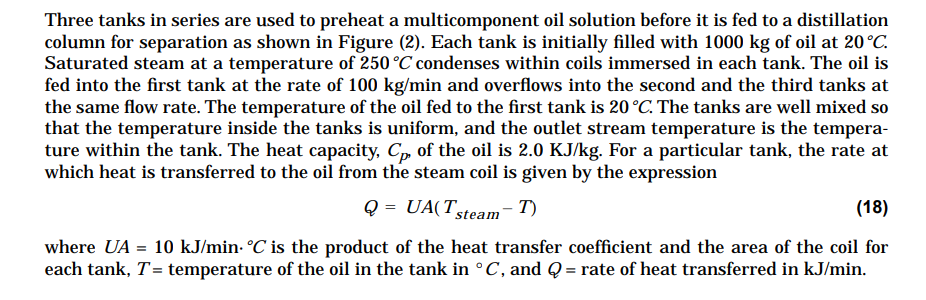 Three tanks in series are used to preheat a multicomponent oil solution before it is fed to a distillation
column for separation as shown in Figure (2). Each tank is initially filled with 1000 kg of oil at 20 °C.
Saturated steam at a temperature of 250 °C condenses within coils immersed in each tank. The oil is
fed into the first tank at the rate of 100 kg/min and overflows into the second and the third tanks at
the same flow rate. The temperature of the oil fed to the first tank is 20 °C. The tanks are well mixed so
that the temperature inside the tanks is uniform, and the outlet stream temperature is the tempera-
ture within the tank. The heat capacity, Cp, of the oil is 2.0 KJ/kg. For a particular tank, the rate at
which heat is transferred to the oil from the steam coil is given by the expression
Q = UA(Tsteam – T) (18)
where UA = 10 kJ/min·°C is the product of the heat transfer coefficient and the area of the coil for
each tank, T = temperature of the oil in the tank in °C, and Q = rate of heat transferred in kJ/min.